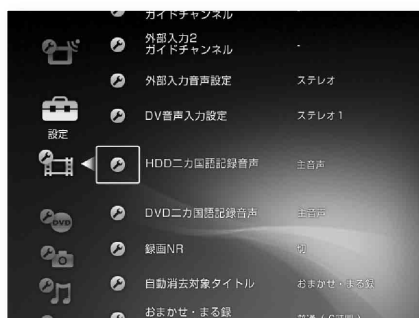 ガイドチャンネル
外部入力2
ガイドチャンネル
-
外部入力音声設定
ステレオ
DV音声入力設定
ステレオ1
設定
HDD二カ国語記録音声
主音声
DVD二カ国語記録音声
主音声
DVD
録画NR
切
自動消去対象タイトル
おまかせ・まる録
おまかせ・まる録